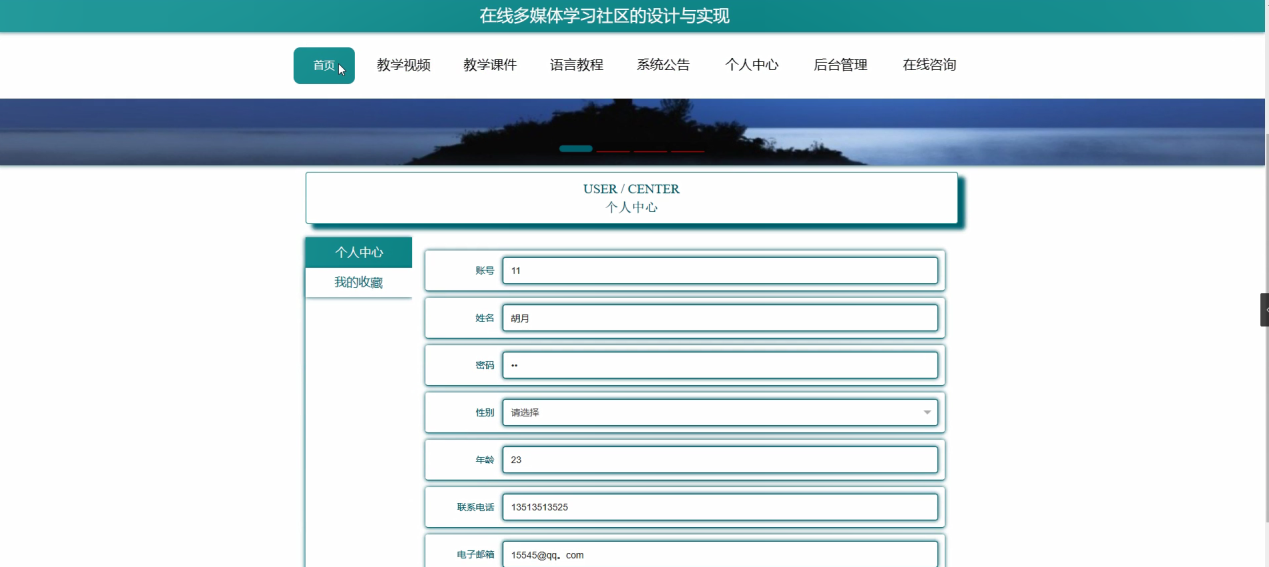 在线多媒体学习社区的设计与实现
首页 教学视频 教学课件 语言教程 系统公告 个人中心 后台管理 在线咨询
USER / CENTER
个人中心
个人中心
我的收藏
账号 11
姓名 胡月
密码 ••
性别 请选择
年龄 23
联系电话 13513513525
电子邮箱 15545@qq。com